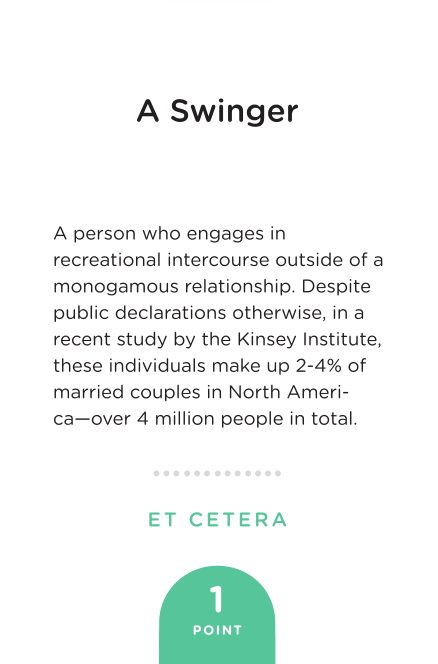 A Swinger
A person who engages in
recreational intercourse outside of a
monogamous relationship. Despite
public declarations otherwise, in a
recent study by the Kinsey Institute,
these individuals make up 2-4% of
married couples in North Ameri-
ca—over 4 million people in total.
ET CETERA
1
POINT